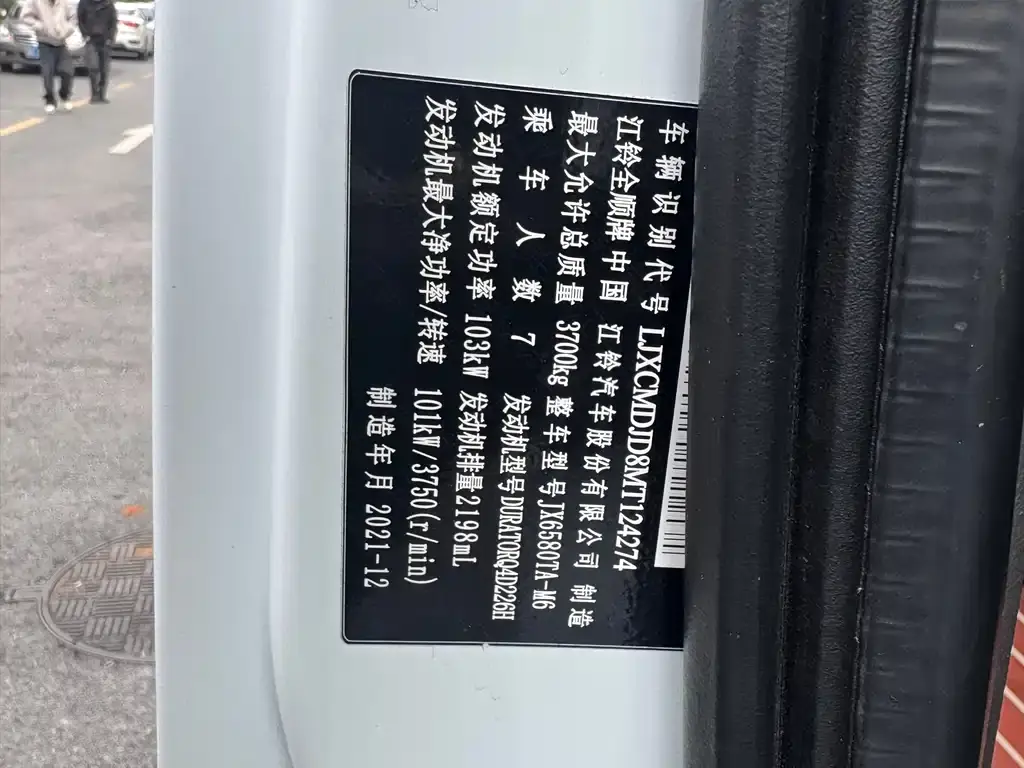 车辆识别代号 LJXCMDJD8MT124274
江铃全顺牌 中国 江铃汽车股份有限公司 制造
最大允许总质量 3700kg 整车型号 JX6580TA-M6
乘车人数 7 发动机型号 DURATORQ4D226H
发动机额定功率 103kW 发动机排量 2198mL
发动机最大净功率/转速 101kW/3750(r/min)
制造年月 2021-12